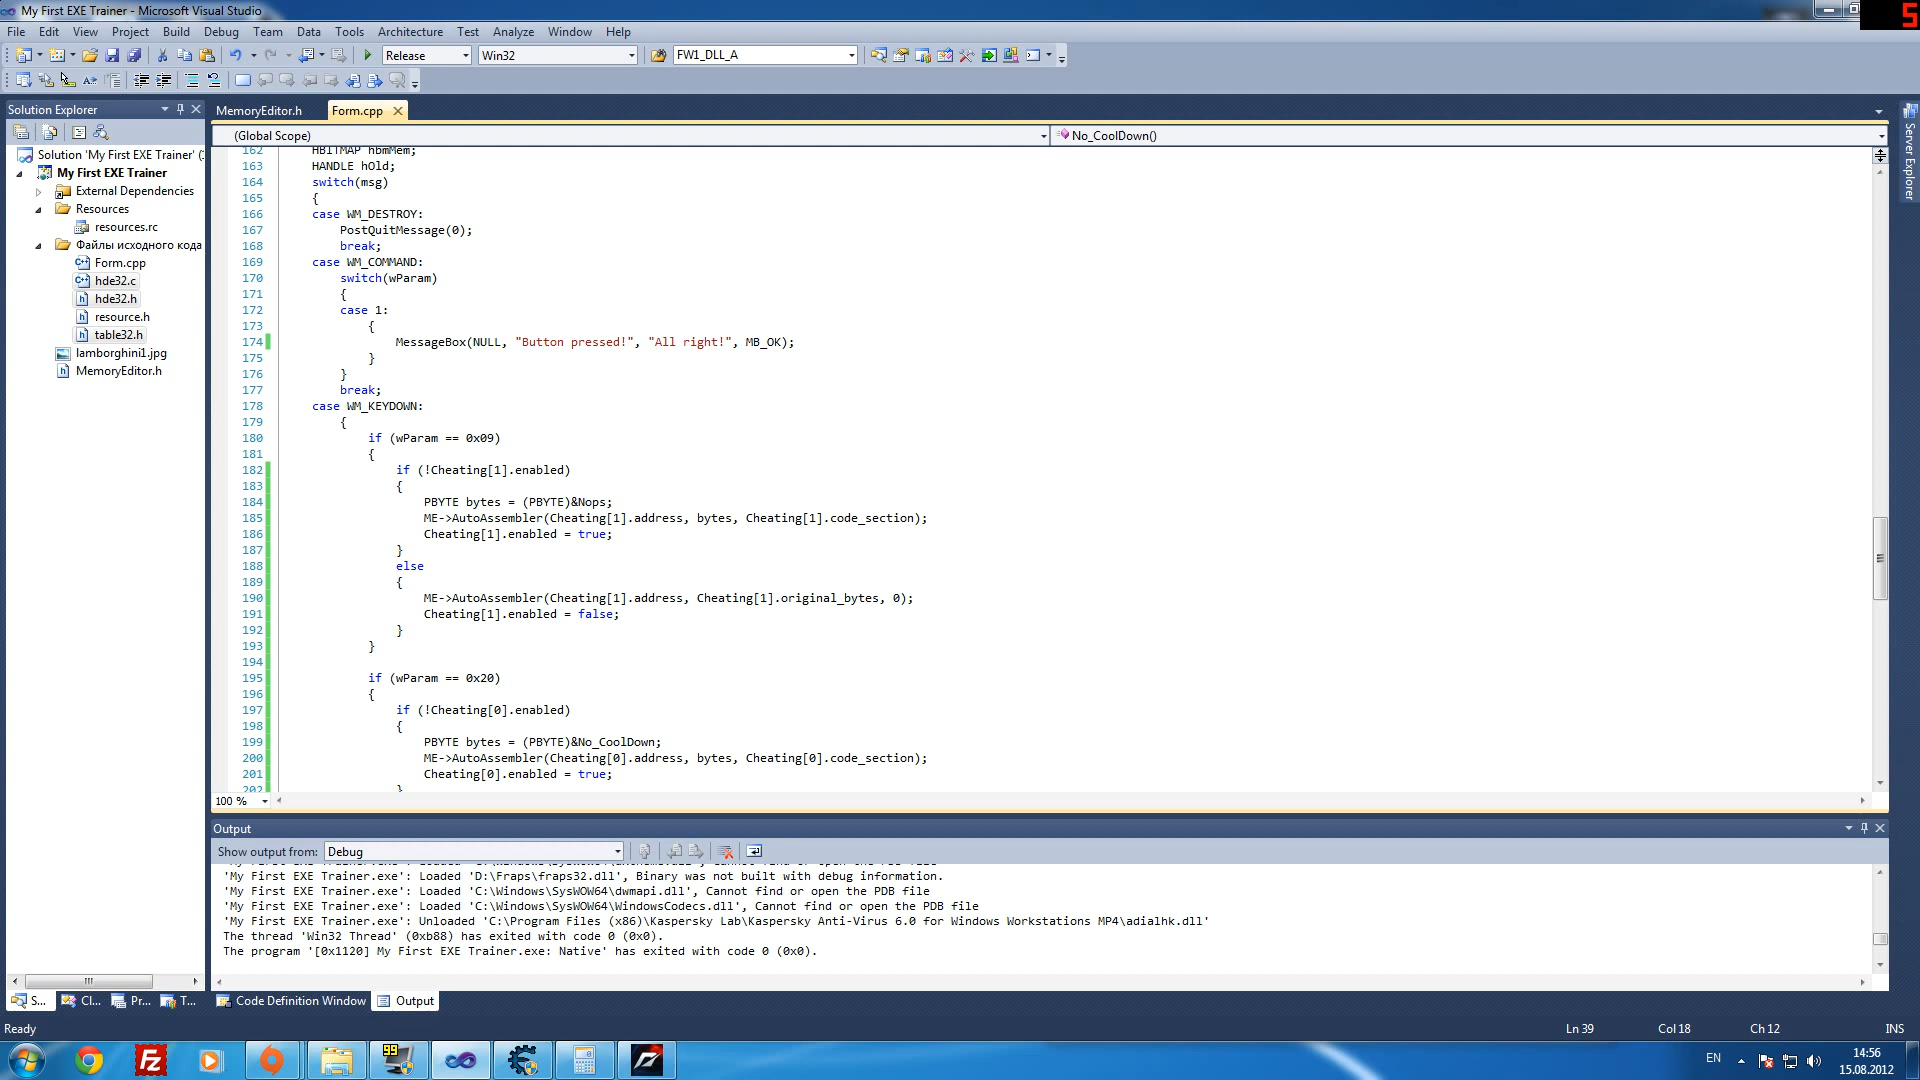 My First EXE Trainer - Microsoft Visual Studio
5
File Edit View Project Build Debug Team Data Tools Architecture Test Analyze Window Help
Release Win32 FW1_DLL_A
Solution Explorer
Solution 'My First EXE Trainer' (
My First EXE Trainer
External Dependencies
Resources
resources.rc
Файлы исходного кода
Form.cpp
hde32.c
hde32.h
resource.h
table32.h
lamborghini1.jpg
MemoryEditor.h
S... Cl... Pr... T...
MemoryEditor.h Form.cpp
(Global Scope) No_CoolDown()
Server Explorer
162 HBITMAP hbmMem;
163 HANDLE hOld;
164 switch(msg)
165 {
166 case WM_DESTROY:
167 PostQuitMessage(0);
168 break;
169 case WM_COMMAND:
170 switch(wParam)
171 {
172 case 1:
173 {
174 MessageBox(NULL, "Button pressed!", "All right!", MB_OK);
175 }
176 }
177 break;
178 case WM_KEYDOWN:
179 {
180 if (wParam == 0x09)
181 {
182 if (!Cheating[1].enabled)
183 {
184 PBYTE bytes = (PBYTE)&Nops;
185 ME->AutoAssembler(Cheating[1].address, bytes, Cheating[1].code_section);
186 Cheating[1].enabled = true;
187 }
188 else
189 {
190 ME->AutoAssembler(Cheating[1].address, Cheating[1].original_bytes, 0);
191 Cheating[1].enabled = false;
192 }
193 }
194
195 if (wParam == 0x20)
196 {
197 if (!Cheating[0].enabled)
198 {
199 PBYTE bytes = (PBYTE)&No_CoolDown;
200 ME->AutoAssembler(Cheating[0].address, bytes, Cheating[0].code_section);
201 Cheating[0].enabled = true;
202 }
100 %
Output
Show output from: Debug
'My First EXE Trainer.exe': Loaded 'D:\Fraps\fraps32.dll', Binary was not built with debug information.
'My First EXE Trainer.exe': Loaded 'C:\Windows\SysWOW64\dwmapi.dll', Cannot find or open the PDB file
'My First EXE Trainer.exe': Loaded 'C:\Windows\SysWOW64\WindowsCodecs.dll', Cannot find or open the PDB file
'My First EXE Trainer.exe': Unloaded 'C:\Program Files (x86)\Kaspersky Lab\Kaspersky Anti-Virus 6.0 for Windows Workstations MP4\adialhk.dll'
The thread 'Win32 Thread' (0xb88) has exited with code 0 (0x0).
The program '[0x1120] My First EXE Trainer.exe: Native' has exited with code 0 (0x0).
Code Definition Window Output
Ready Ln 39 Col 18 Ch 12 INS
99
EN
14:56
15.08.2012